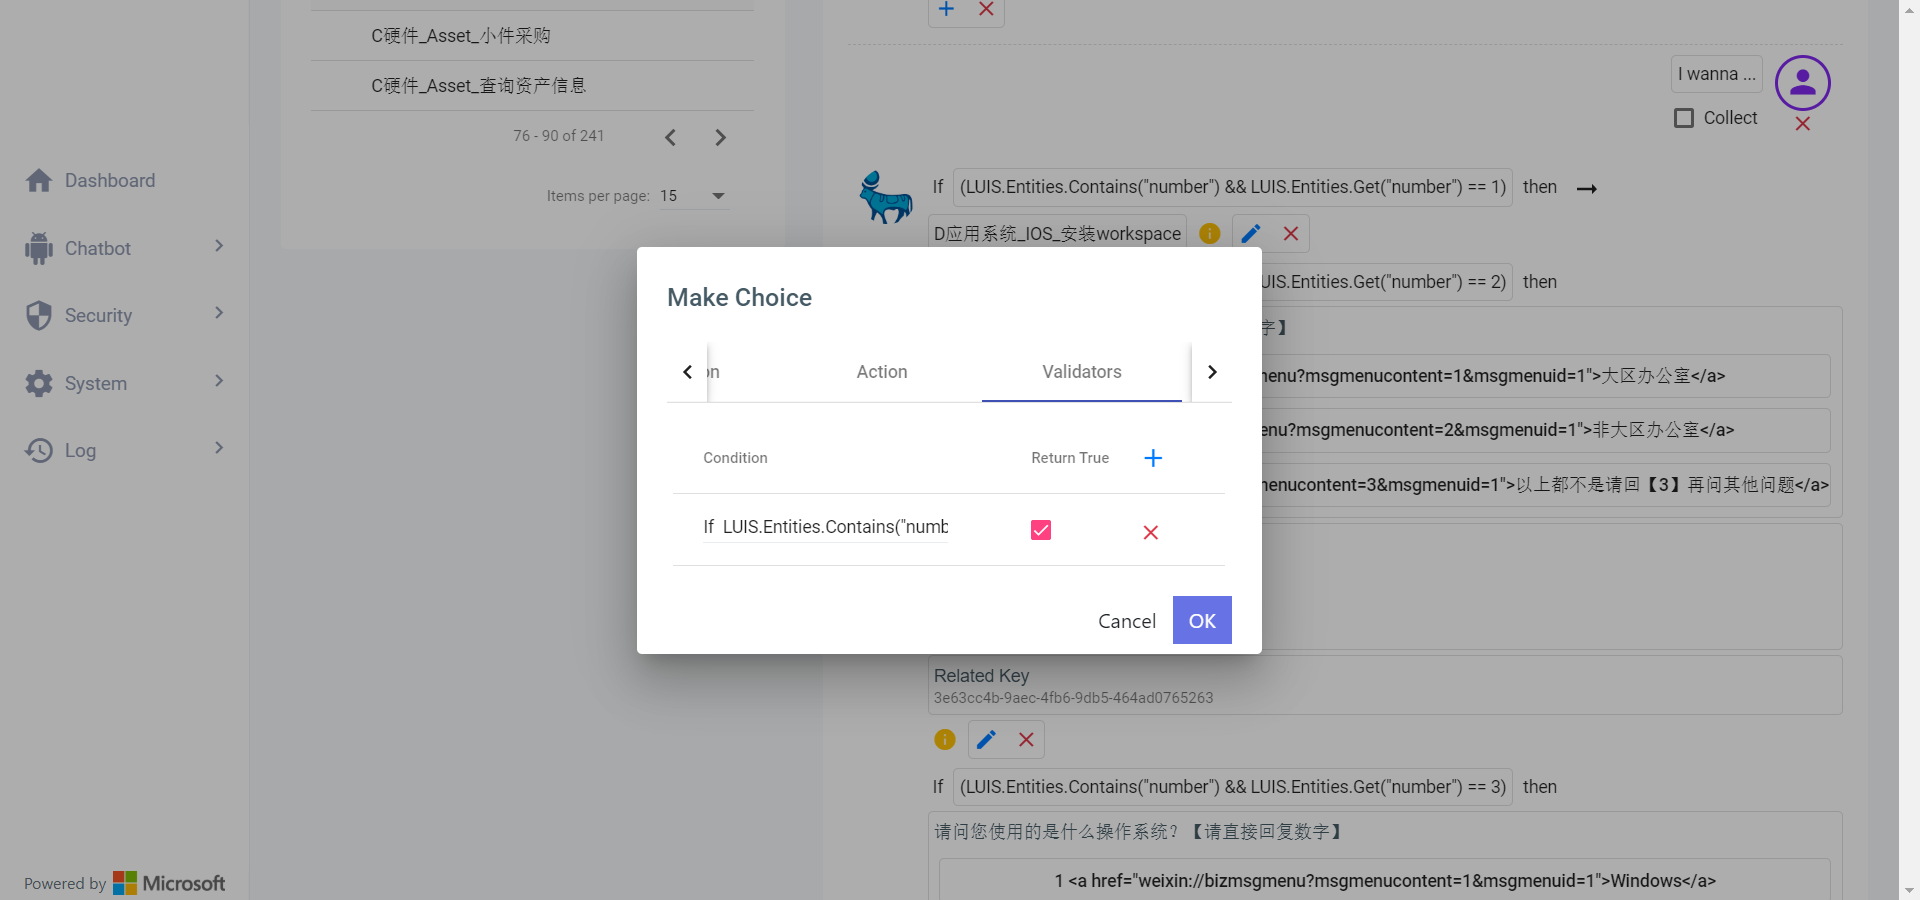 C硬件_Asset_小件采购
C硬件_Asset_查询资产信息
76 - 90 of 241
Items per page: 15
Dashboard
Chatbot
Security
System
Log
Powered by Microsoft
I wanna ...
Collect
If (LUIS.Entities.Contains("number") && LUIS.Entities.Get("number") == 1) then
D应用系统_IOS_安装workspace
UIS.Entities.Get("number") == 2) then
字】
enu?msgmenucontent=1&msgmenuid=1">大区办公室</a>
enu?msgmenucontent=2&msgmenuid=1">非大区办公室</a>
enucontent=3&msgmenuid=1">以上都不是请回【3】再问其他问题</a>
Make Choice
on
Action
Validators
Condition
Return True
If LUIS.Entities.Contains("numb
Cancel
OK
Related Key
3e63cc4b-9aec-4fb6-9db5-464ad0765263
If (LUIS.Entities.Contains("number") && LUIS.Entities.Get("number") == 3) then
请问您使用的是什么操作系统？【请直接回复数字】
1 <a href="weixin://bizmsgmenu?msgmenucontent=1&msgmenuid=1">Windows</a>